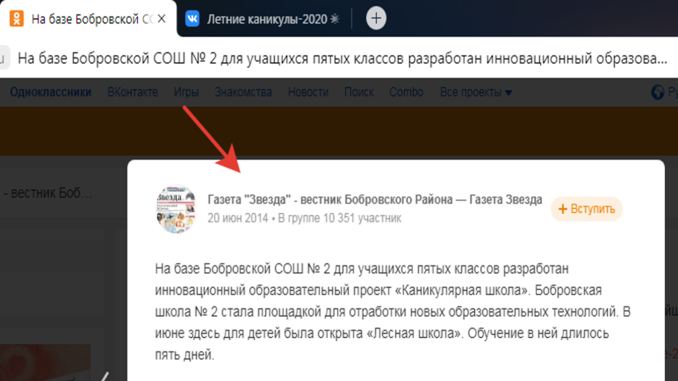 На базе Бобровской СО
Летние каникулы-2020
u На базе Бобровской СОШ № 2 для учащихся пятых классов разработан инновационный образова...
Одноклассники ВКонтакте Игры Знакомства Новости Поиск Combo Все проекты
- вестник Боб...
Газета "Звезда" - вестник Бобровского Района — Газета Звезда
20 июн 2014 • В группе 10 351 участник
+ Вступить
На базе Бобровской СОШ № 2 для учащихся пятых классов разработан
инновационный образовательный проект «Каникулярная школа». Бобровская
школа № 2 стала площадкой для отработки новых образовательных технологий. В
июне здесь для детей была открыта «Лесная школа». Обучение в ней длилось
пять дней.